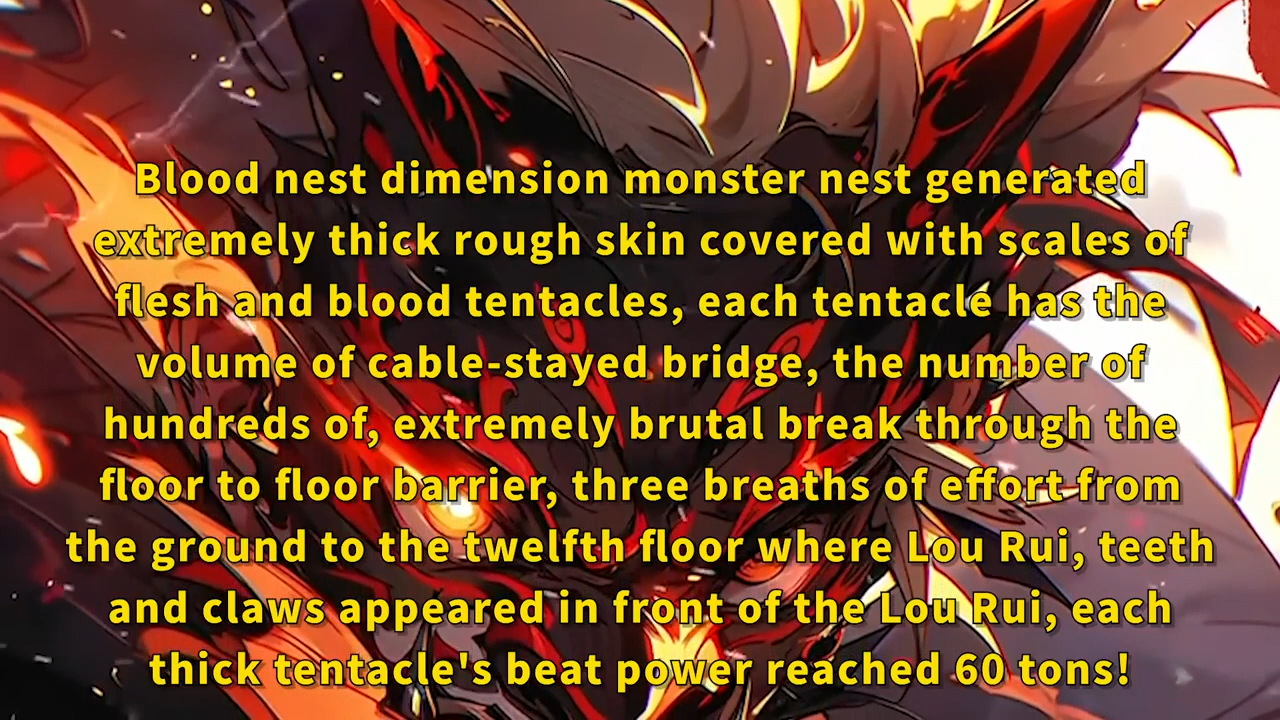 Blood nest dimension monster nest generated
extremely thick rough skin covered with scales of
flesh and blood tentacles, each tentacle has the
volume of cable-stayed bridge, the number of
hundreds of, extremely brutal break through the
floor to floor barrier, three breaths of effort from
the ground to the twelfth floor where Lou Rui, teeth
and claws appeared in front of the Lou Rui, each
thick tentacle's beat power reached 60 tons!